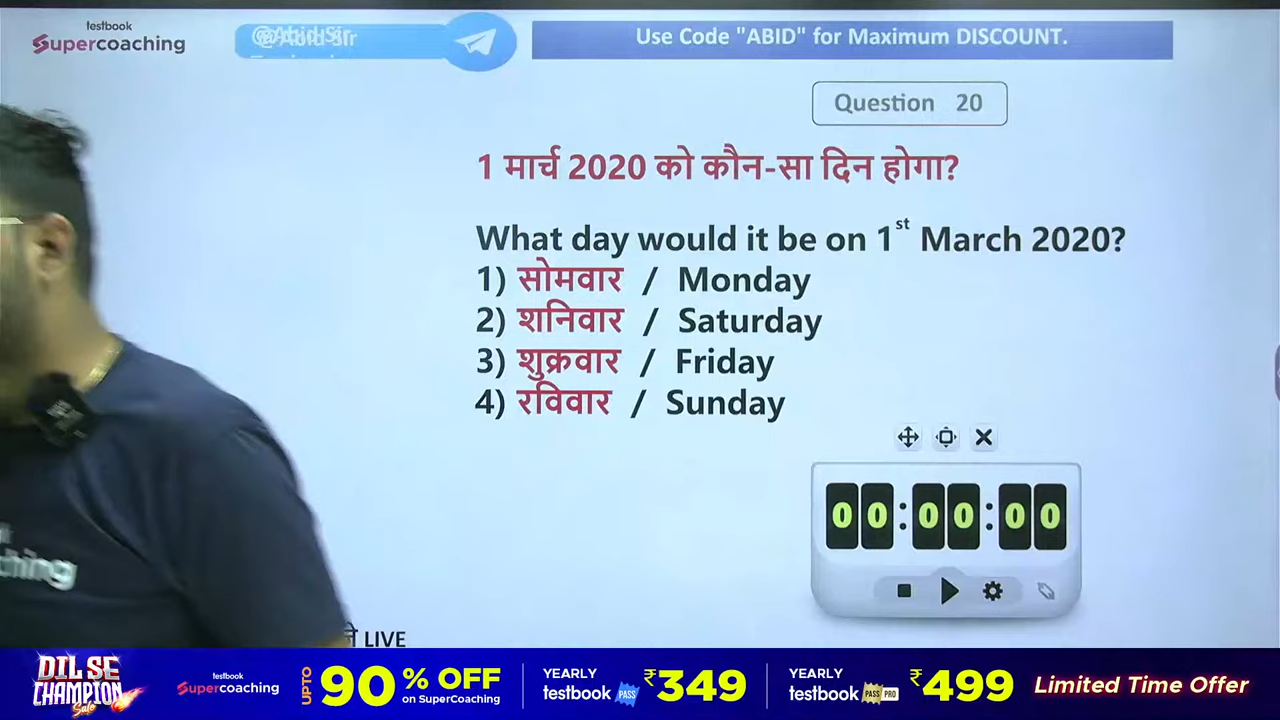 testbook
Supercoaching
@Abid Sir
Use Code "ABID" for Maximum DISCOUNT.
Question 20
1 मार्च 2020 को कौन-सा दिन होगा?
What day would it be on 1st March 2020?
1) सोमवार / Monday
2) शनिवार / Saturday
3) शुक्रवार / Friday
4) रविवार / Sunday
00:00:00
ching
LIVE
DIL SE CHAMPION Sale
testbook Supercoaching
UPTO 90% OFF on SuperCoaching
YEARLY testbook PASS ₹349
YEARLY testbook PASS PRO ₹499
Limited Time Offer